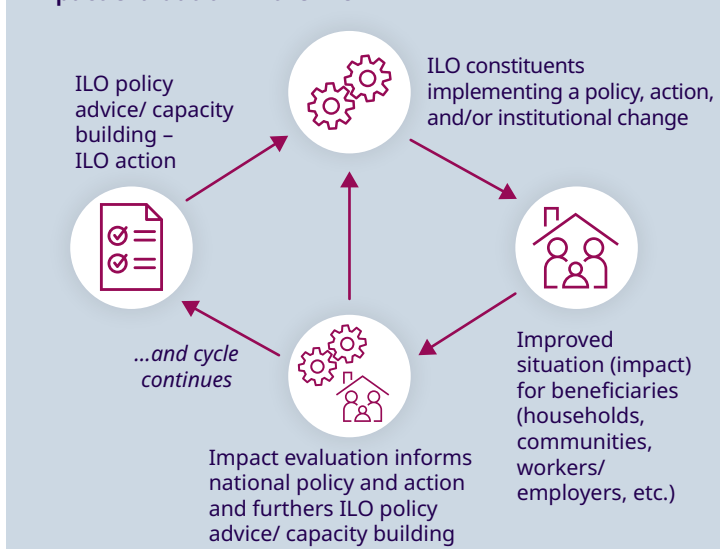 ILO policy
advice/ capacity
building –
ILO action
ILO constituents
implementing a policy, action,
and/or institutional change
...and cycle
continues
Improved
situation (impact)
for beneficiaries
(households,
communities,
workers/
employers, etc.)
Impact evaluation informs
national policy and action
and furthers ILO policy
advice/ capacity building